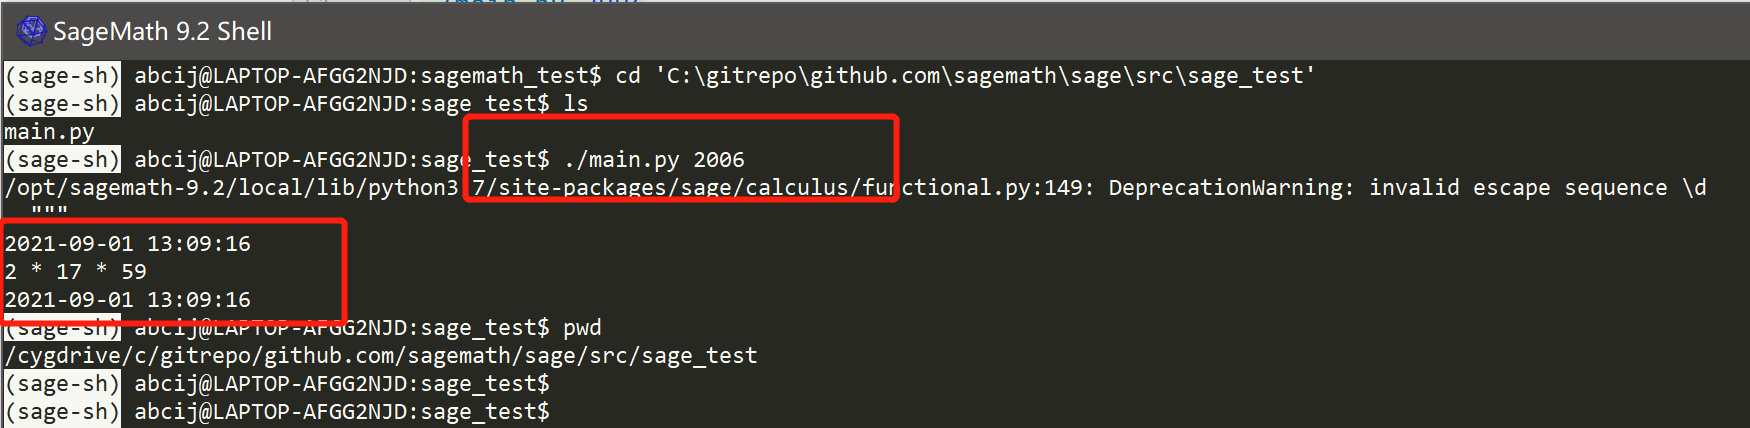 SageMath 9.2 Shell
(sage-sh) abcij@LAPTOP-AFGG2NJD:sagemath_test$ cd 'C:\gitrepo\github.com\sagemath\sage\src\sage_test'
(sage-sh) abcij@LAPTOP-AFGG2NJD:sage_test$ ls
main.py
(sage-sh) abcij@LAPTOP-AFGG2NJD:sage_test$ ./main.py 2006
/opt/sagemath-9.2/local/lib/python3.7/site-packages/sage/calculus/functional.py:149: DeprecationWarning: invalid escape sequence \d
"""
2021-09-01 13:09:16
2 * 17 * 59
2021-09-01 13:09:16
(sage-sh) abcij@LAPTOP-AFGG2NJD:sage_test$ pwd
/cygdrive/c/gitrepo/github.com/sagemath/sage/src/sage_test
(sage-sh) abcij@LAPTOP-AFGG2NJD:sage_test$
(sage-sh) abcij@LAPTOP-AFGG2NJD:sage_test$